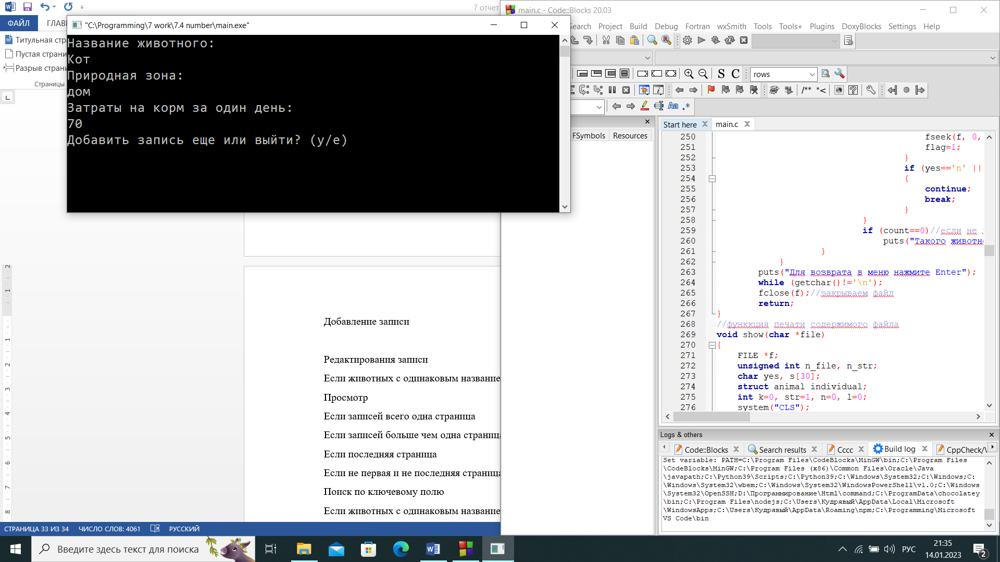 7 отчет
ФАЙЛ
ГЛАВ
Титульная стр
Пустая страни
Разрыв страни
Страницы
"C:\Programming\7 work\7.4 number\main.exe"
Название животного:
Кот
Природная зона:
дом
Затраты на корм за один день:
70
Добавить запись еще или выйти? (y/e)
Добавление записи
Редактирования записи
Если животных с одинаковым название
Просмотр
Если записей всего одна страница
Если записей больше чем одна страница
Если последняя страница
Если не первая и не последняя страница
Поиск по ключевому полю
Если животных с одинаковым название
СТРАНИЦА 33 ИЗ 34 ЧИСЛО СЛОВ: 4061 РУССКИЙ
main.c - Code::Blocks 20.03
Search Project Build Debug Fortran wxSmith Tools Tools+ Plugins DoxyBlocks Settings Help
S C rows
/** *<
Aa .*
FSymbols Resources
Start here main.c
250 fseek(f, 0,
251 flag=1;
252 }
253 if (yes=='n' ||
254 {
255 continue;
256 break;
257 }
258 }
259 if (count==0)//если не
260 puts("Такого животн
261 }
262 }
263 puts("Для возврата в меню нажмите Enter");
264 while (getchar()!='\n');
265 fclose(f);//закрываем файл
266 return;
267 }
268 //функкция печати содержимого файла
269 void show(char *file)
270 {
271 FILE *f;
272 unsigned int n_file, n_str;
273 char yes, s[30];
274 struct animal individual;
275 int k=0, str=1, n=0, l=0;
276 system("CLS");
Logs & others
Code::Blocks Search results Cccc Build log CppCheck/V
Set variable: PATH=C:\Program Files\CodeBlocks\MinGW\bin;C:\Program Files
\CodeBlocks\MinGW;C:\Program Files (x86)\Common Files\Oracle\Java
\javapath;C:\Python39\Scripts;C:\Python39;C:\Windows\System32;C:\Windows;C:
\Windows\System32\wbem;C:\Windows\System32\WindowsPowerShell\v1.0;C:\Windows
\System32\OpenSSH;D:\Программирование\Html\command;C:\ProgramData\chocolatey
\bin;C:\Program Files\nodejs;C:\Users\Кудрявый\AppData\Local\Microsoft
\WindowsApps;C:\Users\Кудрявый\AppData\Roaming\npm;C:\Programming\Microsoft
VS Code\bin
Введите здесь текст для поиска
РУС
21:35
14.01.2023
2